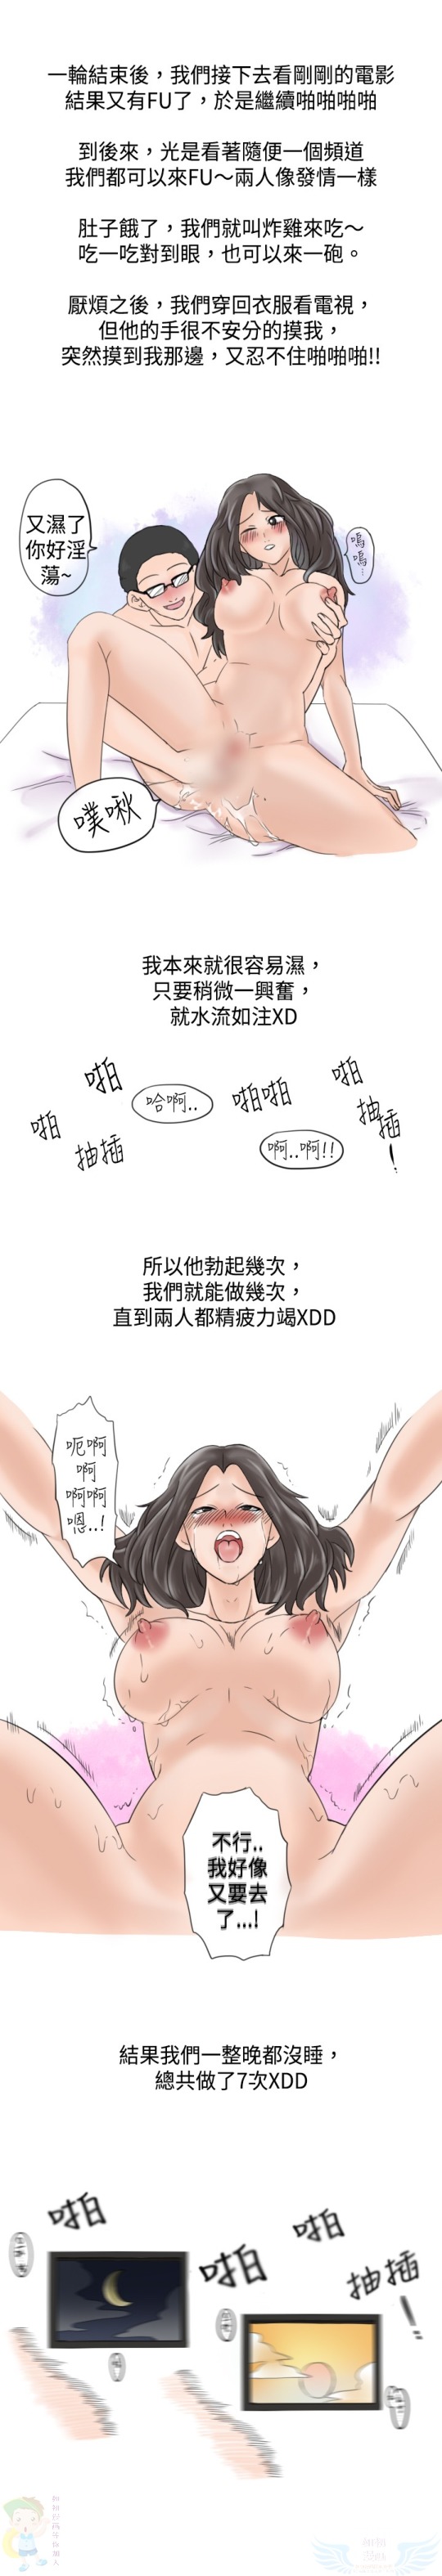 一輪結束後，我們接下去看剛剛的電影
結果又有FU了，於是繼續啪啪啪啪
到後來，光是看著隨便一個頻道
我們都可以來FU～兩人像發情一樣
肚子餓了，我們就叫炸雞來吃～
吃一吃對到眼，也可以來一砲。
厭煩之後，我們穿回衣服看電視，
但他的手很不安分的摸我，
突然摸到我那邊，又忍不住啪啪啪!!
又濕了
你好淫
蕩~
嗚
嗚…
噗啾
我本來就很容易濕，
只要稍微一興奮，
就水流如注XD
啪
哈啊..
啪啪
啪
啪
抽插
抽插!
啊..啊!!
所以他勃起幾次，
我們就能做幾次，
直到兩人都精疲力竭XDD
呃啊
啊
啊啊
嗯..!
不行..
我好像
又要去
了...!
結果我們一整晚都沒睡，
總共做了7次XDD
啪
啪
啪
抽插!